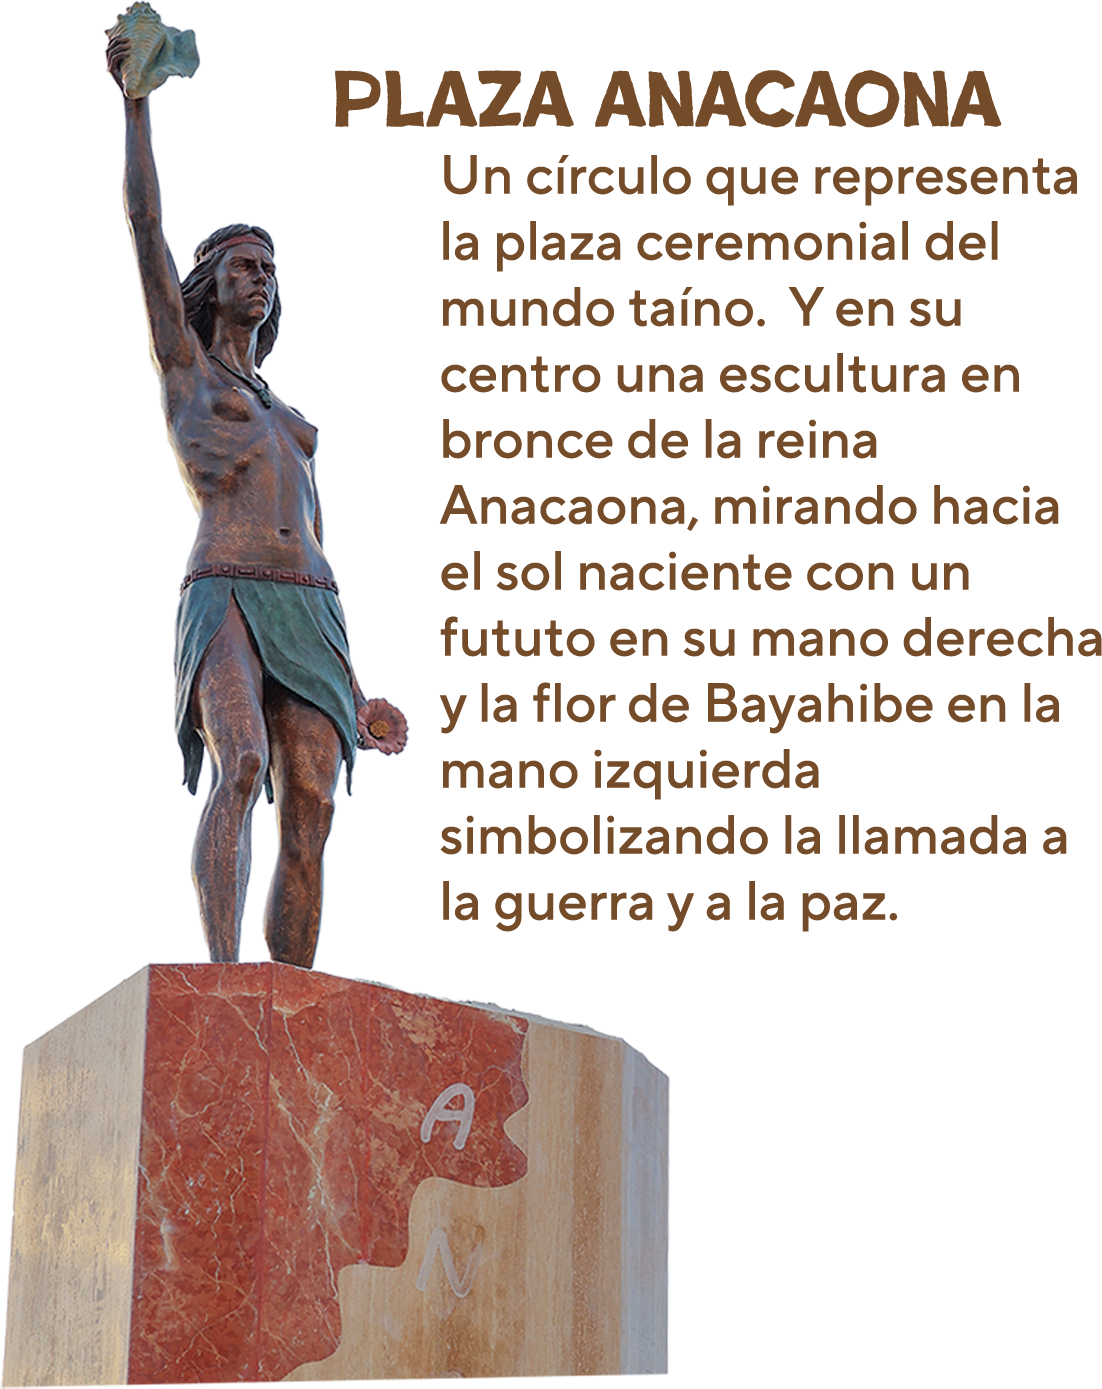 PLAZA ANACAONA
Un círculo que representa
la plaza ceremonial del
mundo taíno.  Y en su
centro una escultura en
bronce de la reina
Anacaona, mirando hacia
el sol naciente con un
fututo en su mano derecha
y la flor de Bayahibe en la
mano izquierda
simbolizando la llamada a
la guerra y a la paz.
A
N